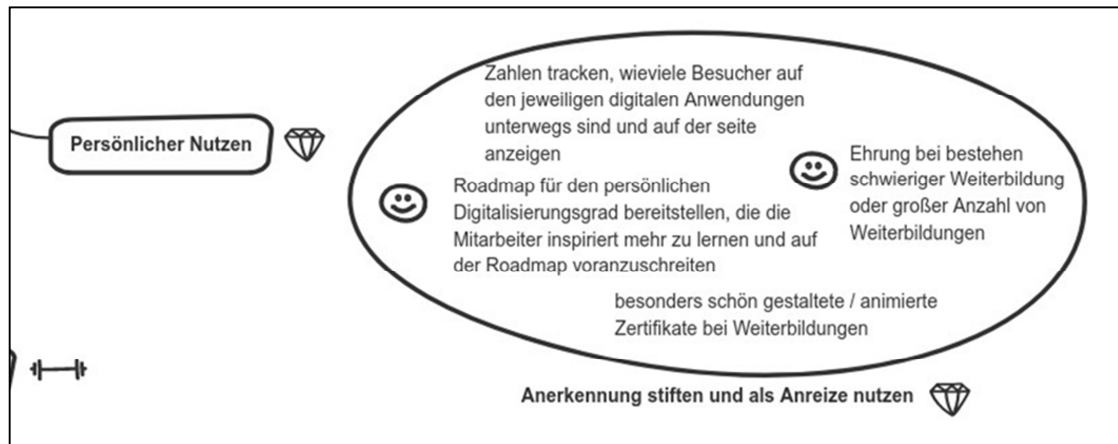 Persönlicher Nutzen
Zahlen tracken, wieviele Besucher auf
den jeweiligen digitalen Anwendungen
unterwegs sind und auf der seite
anzeigen
Roadmap für den persönlichen
Digitalisierungsgrad bereitstellen, die die
Mitarbeiter inspiriert mehr zu lernen und auf
der Roadmap voranzuschreiten
Ehrung bei bestehen
schwieriger Weiterbildung
oder großer Anzahl von
Weiterbildungen
besonders schön gestaltete / animierte
Zertifikate bei Weiterbildungen
Anerkennung stiften und als Anreize nutzen